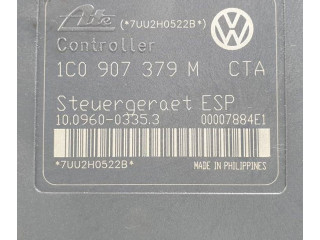 Ate (*7UU2H0522B*)
Controller
1C0 907 379 M CTA
Steuergeraet ESP
10.0960-0335.3 00007884E1
*7UU2H0522B*
MADE IN PHILIPPINES